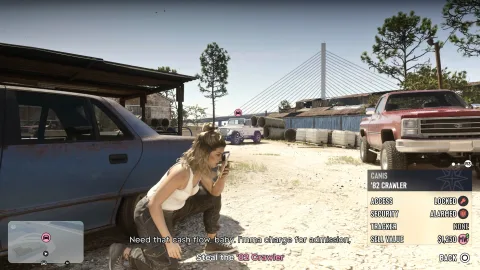 CANIS
'82 CRAWLER
ACCESS LOCKED
SECURITY ALARMED
TRACKER NONE
SELL VALUE $1,250
Need that cash flow, baby, I'mma charge for admission,
Steal the '82 Crawler
BACK